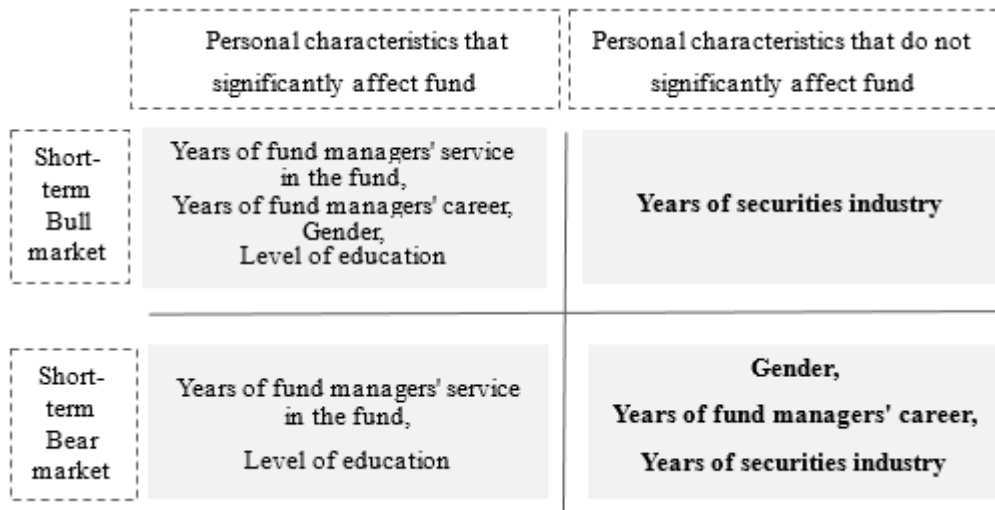 Personal characteristics that
significantly affect fund
Personal characteristics that do not
significantly affect fund
Short-
term
Bull
market
Years of fund managers' service
in the fund,
Years of fund managers' career,
Gender,
Level of education
Years of securities industry
Short-
term
Bear
market
Years of fund managers' service
in the fund,
Level of education
Gender,
Years of fund managers' career,
Years of securities industry